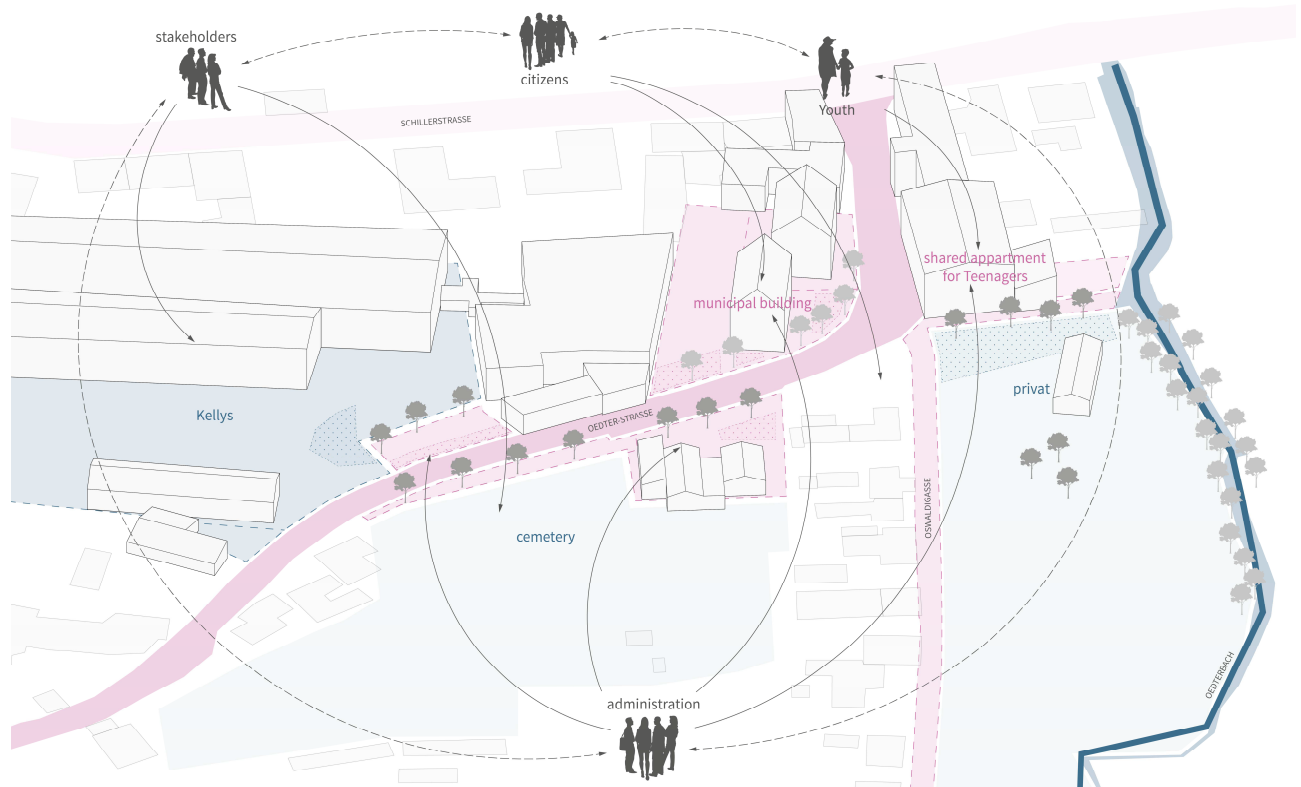 stakeholders
citizens
Youth
SCHILLERSTRASSE
shared appartment
for Teenagers
municipal building
privat
Kellys
OEDTER-STRASSE
OSWALDIGASSE
cemetery
OEDTERBACH
administration